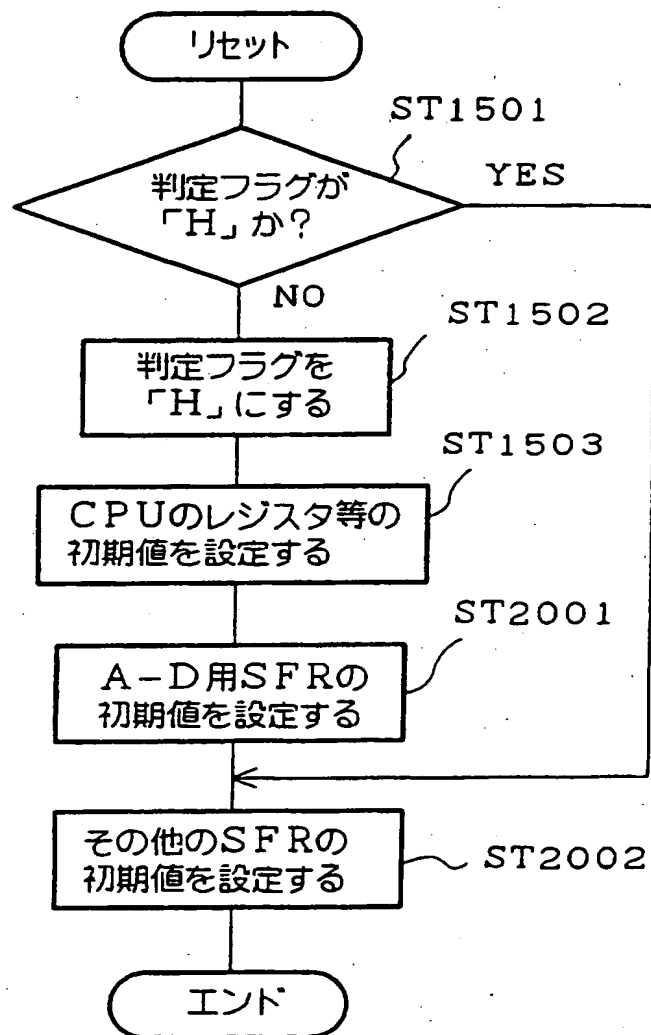 リセット
ST1501
判定フラグが
「H」か?
YES
NO
ST1502
判定フラグを
「H」にする
ST1503
CPUのレジスタ等の
初期値を設定する
ST2001
A-D用SFRの
初期値を設定する
その他のSFRの
初期値を設定する
ST2002
エンド